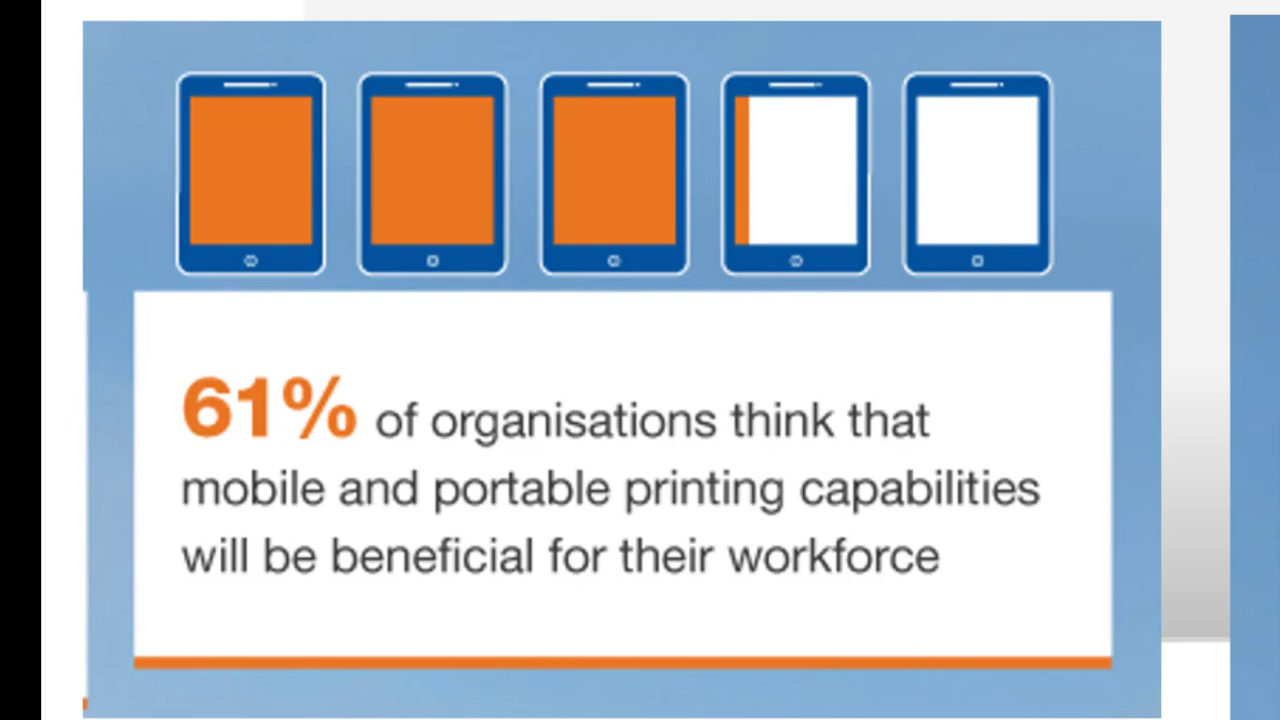 61% of organisations think that
mobile and portable printing capabilities
will be beneficial for their workforce